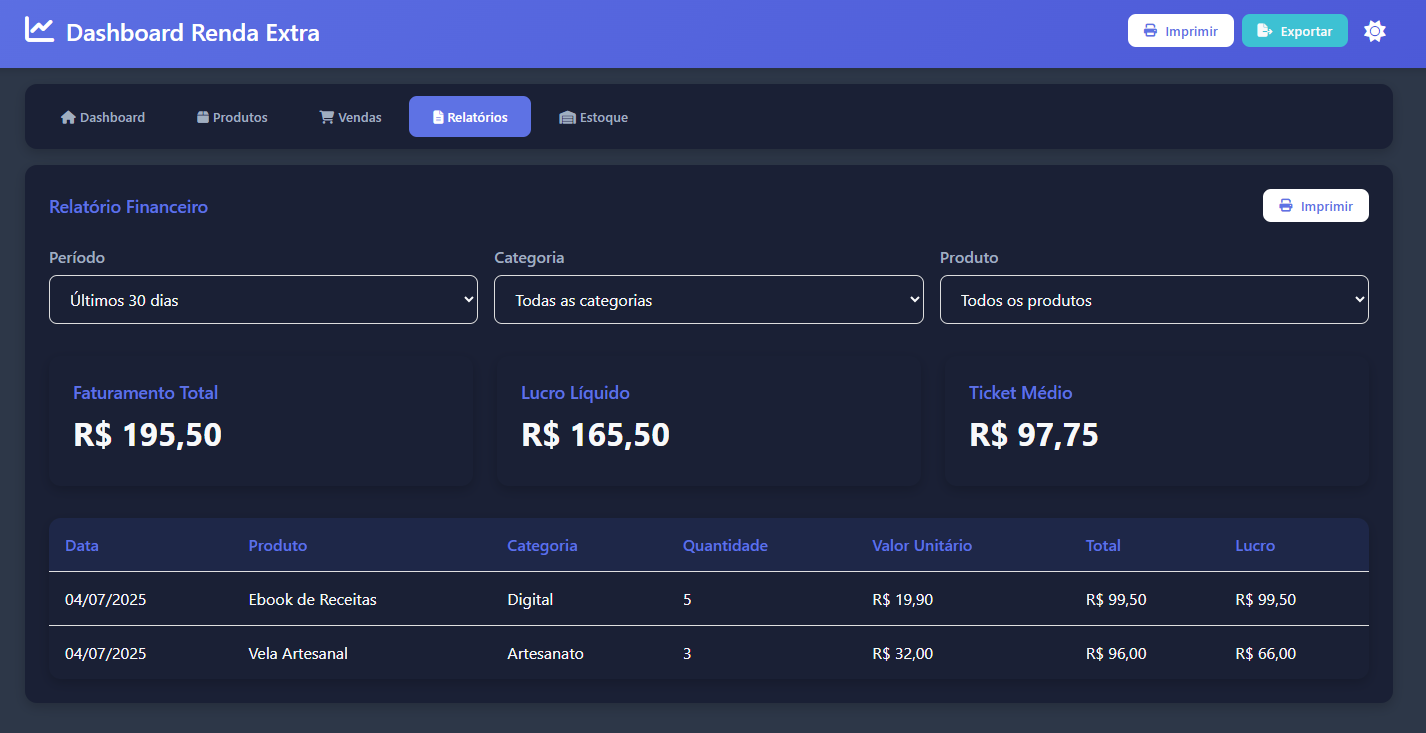 Dashboard Renda Extra
Imprimir
Exportar
Dashboard
Produtos
Vendas
Relatórios
Estoque
Relatório Financeiro
Imprimir
Período
Categoria
Produto
Últimos 30 dias
Todas as categorias
Todos os produtos
Faturamento Total
Lucro Líquido
Ticket Médio
R$ 195,50
R$ 165,50
R$ 97,75
Data Produto Categoria Quantidade Valor Unitário Total Lucro
04/07/2025 Ebook de Receitas Digital 5 R$ 19,90 R$ 99,50 R$ 99,50
04/07/2025 Vela Artesanal Artesanato 3 R$ 32,00 R$ 96,00 R$ 66,00